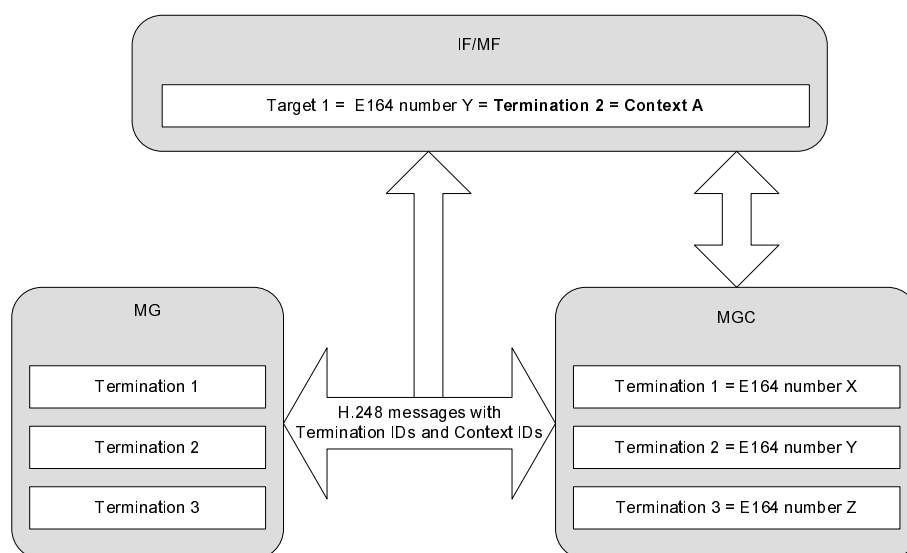 IF/MF
Target 1 = E164 number Y = Termination 2 = Context A
MG
Termination 1
Termination 2
Termination 3
H.248 messages with
Termination IDs and Context IDs
MGC
Termination 1 = E164 number X
Termination 2 = E164 number Y
Termination 3 = E164 number Z